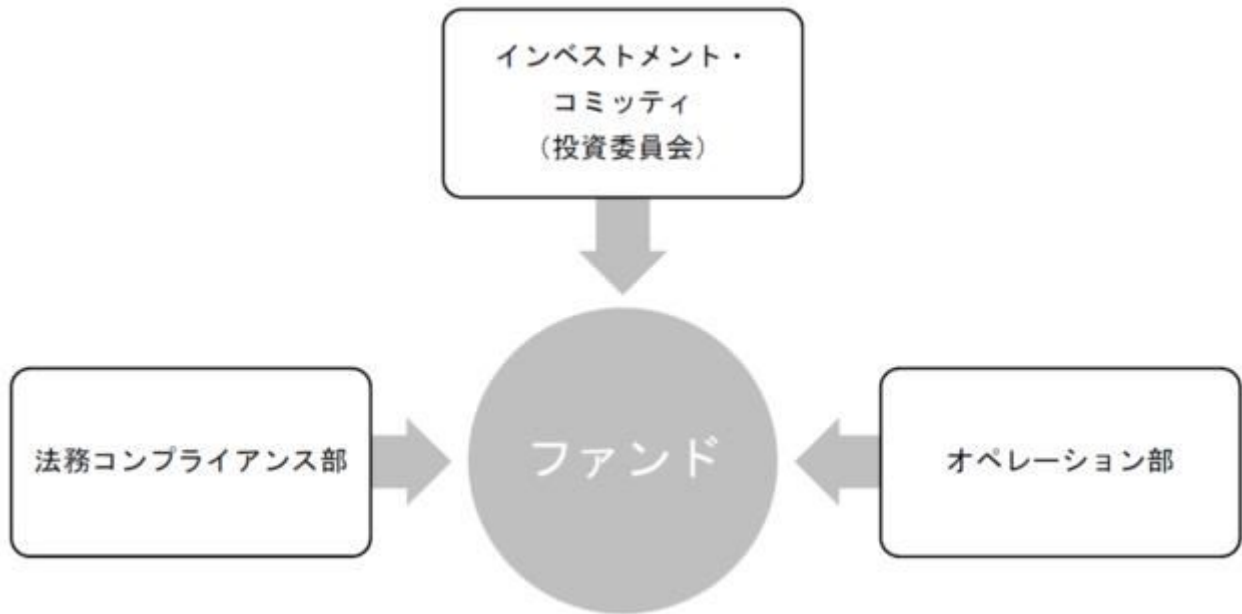 インベストメント・
コミッティ
（投資委員会）
法務コンプライアンス部
ファンド
オペレーション部